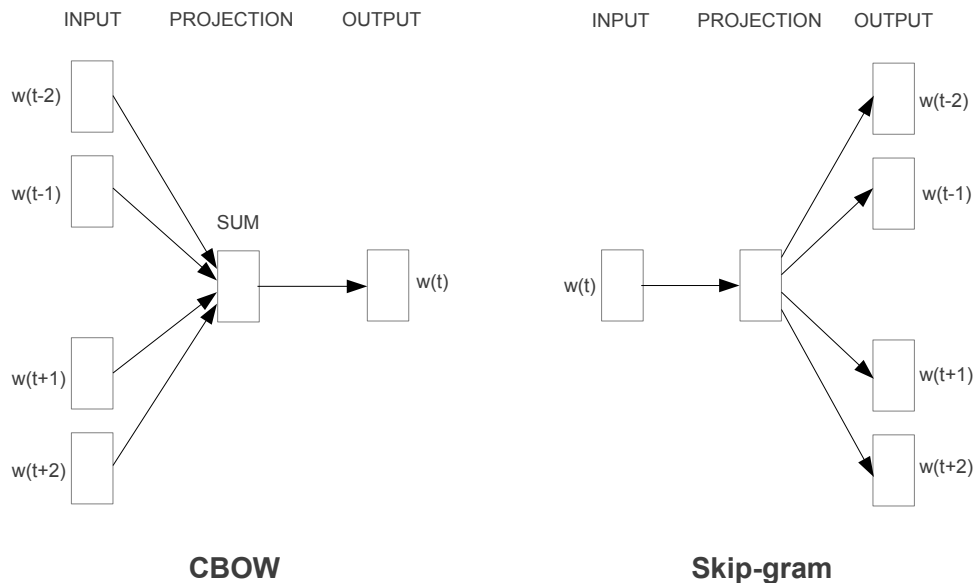 INPUT PROJECTION OUTPUT
w(t-2)
w(t-1)
SUM
w(t)
w(t+1)
w(t+2)
CBOW
INPUT PROJECTION OUTPUT
w(t-2)
w(t-1)
w(t)
w(t+1)
w(t+2)
Skip-gram